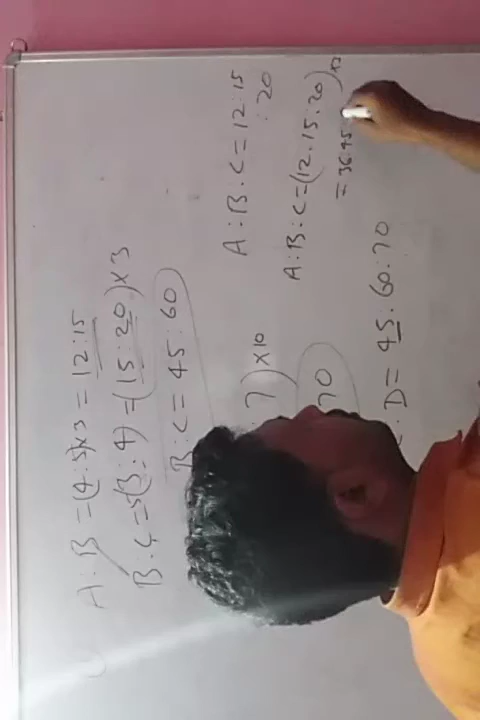 A:B = (4:5)×3 = 12:15
B:C = 5(3:4) = (15:20)×3
B:C = 45:60
7)×10
70
D = 45:60:70
A:B:C = 12:15
:20
A:B:C = (12:15:20)×3
= 36:45